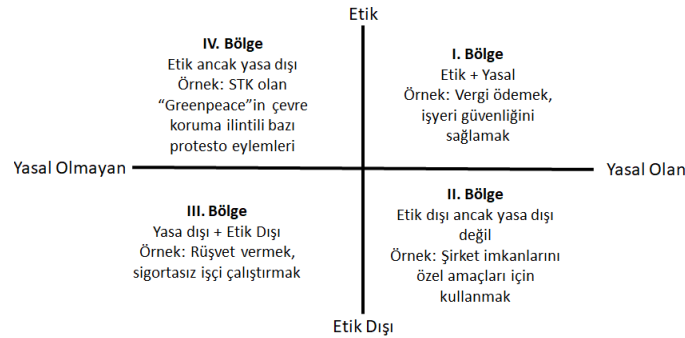 Etik
IV. Bölge
Etik ancak yasa dışı
Örnek: STK olan
“Greenpeace”in çevre
koruma ilintili bazı
protesto eylemleri
I. Bölge
Etik + Yasal
Örnek: Vergi ödemek,
işyeri güvenliğini
sağlamak
Yasal Olmayan
Yasal Olan
III. Bölge
Yasa dışı + Etik Dışı
Örnek: Rüşvet vermek,
sigortasız işçi çalıştırmak
II. Bölge
Etik dışı ancak yasa dışı
değil
Örnek: Şirket imkanlarını
özel amaçları için
kullanmak
Etik Dışı